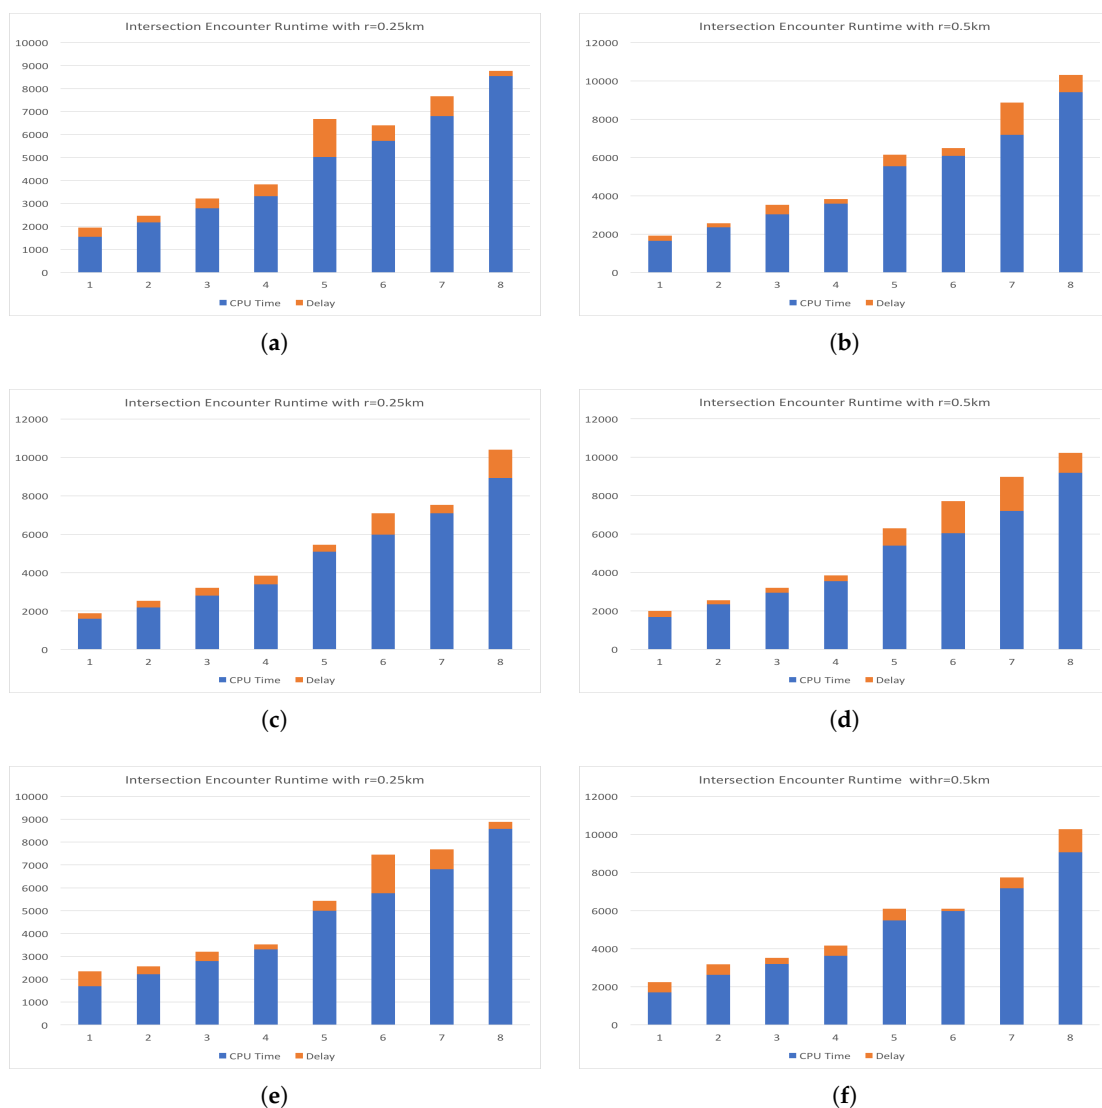 Intersection Encounter Runtime with r=0.25km
10000
9000
8000
7000
6000
5000
4000
3000
2000
1000
0
1 2 3 4 5 6 7 8
CPU Time Delay
(a)
Intersection Encounter Runtime with r=0.5km
12000
10000
8000
6000
4000
2000
0
1 2 3 4 5 6 7 8
CPU Time Delay
(b)
Intersection Encounter Runtime with r=0.25km
12000
10000
8000
6000
4000
2000
0
1 2 3 4 5 6 7 8
CPU Time Delay
(c)
Intersection Encounter Runtime with r=0.5km
12000
10000
8000
6000
4000
2000
0
1 2 3 4 5 6 7 8
CPU Time Delay
(d)
Intersection Encounter Runtime with r=0.25km
10000
9000
8000
7000
6000
5000
4000
3000
2000
1000
0
1 2 3 4 5 6 7 8
CPU Time Delay
(e)
Intersection Encounter Runtime withr=0.5km
12000
10000
8000
6000
4000
2000
0
1 2 3 4 5 6 7 8
CPU Time Delay
(f)